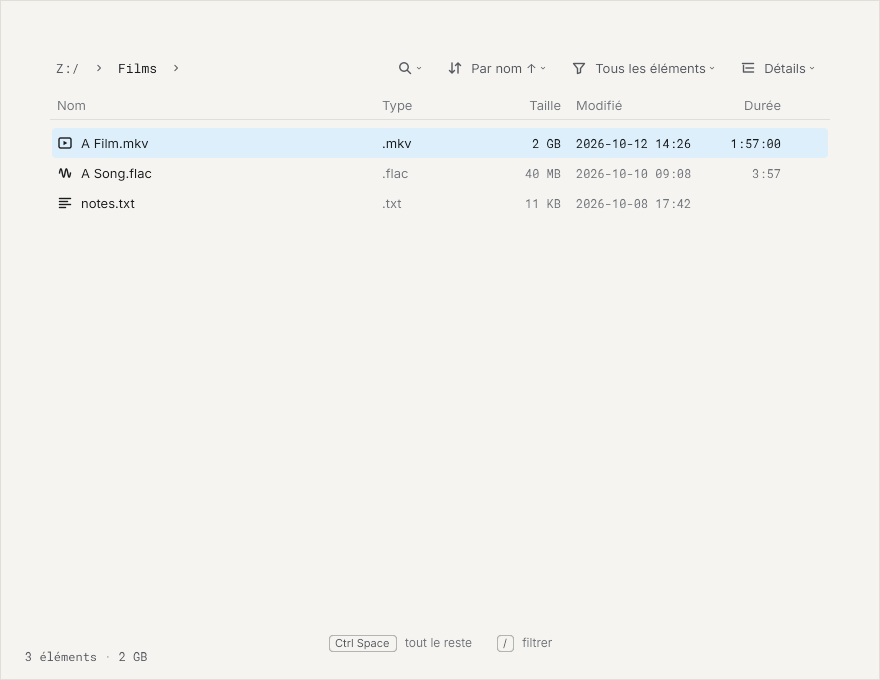 Z:/ › Films ›
Par nom ↑ Tous les éléments Détails
Nom Type Taille Modifié Durée
A Film.mkv .mkv 2 GB 2026-10-12 14:26 1:57:00
A Song.flac .flac 40 MB 2026-10-10 09:08 3:57
notes.txt .txt 11 KB 2026-10-08 17:42
Ctrl Space tout le reste / filtrer
3 éléments · 2 GB